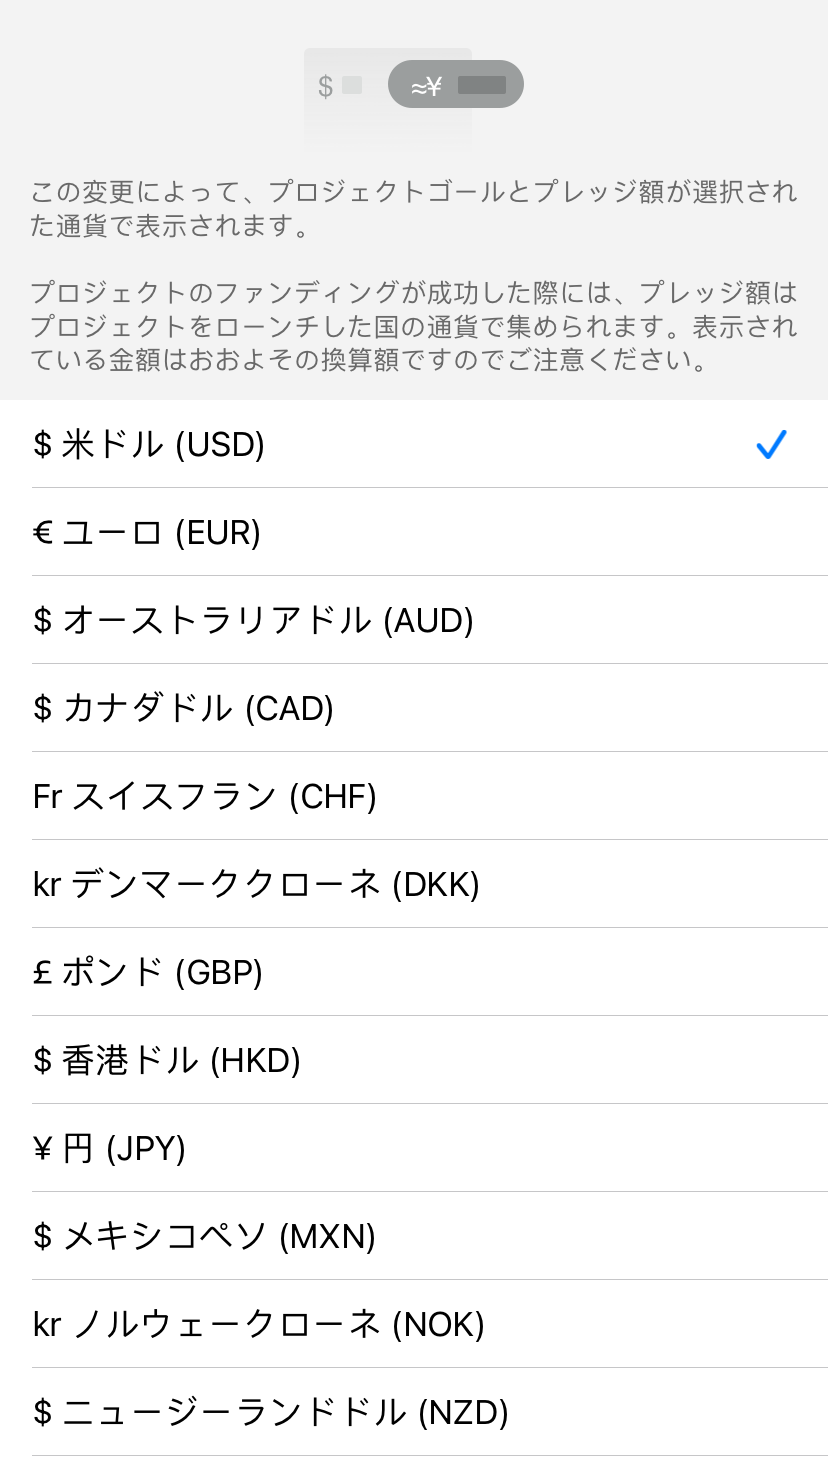 $ ≈¥
この変更によって、プロジェクトゴールとプレッジ額が選択され
た通貨で表示されます。
プロジェクトのファンディングが成功した際には、プレッジ額は
プロジェクトをローンチした国の通貨で集められます。表示され
ている金額はおおよその換算額ですのでご注意ください。
$ 米ドル (USD)
€ ユーロ (EUR)
$ オーストラリアドル (AUD)
$ カナダドル (CAD)
Fr スイスフラン (CHF)
kr デンマーククローネ (DKK)
£ ポンド (GBP)
$ 香港ドル (HKD)
¥ 円 (JPY)
$ メキシコペソ (MXN)
kr ノルウェークローネ (NOK)
$ ニュージーランドドル (NZD)